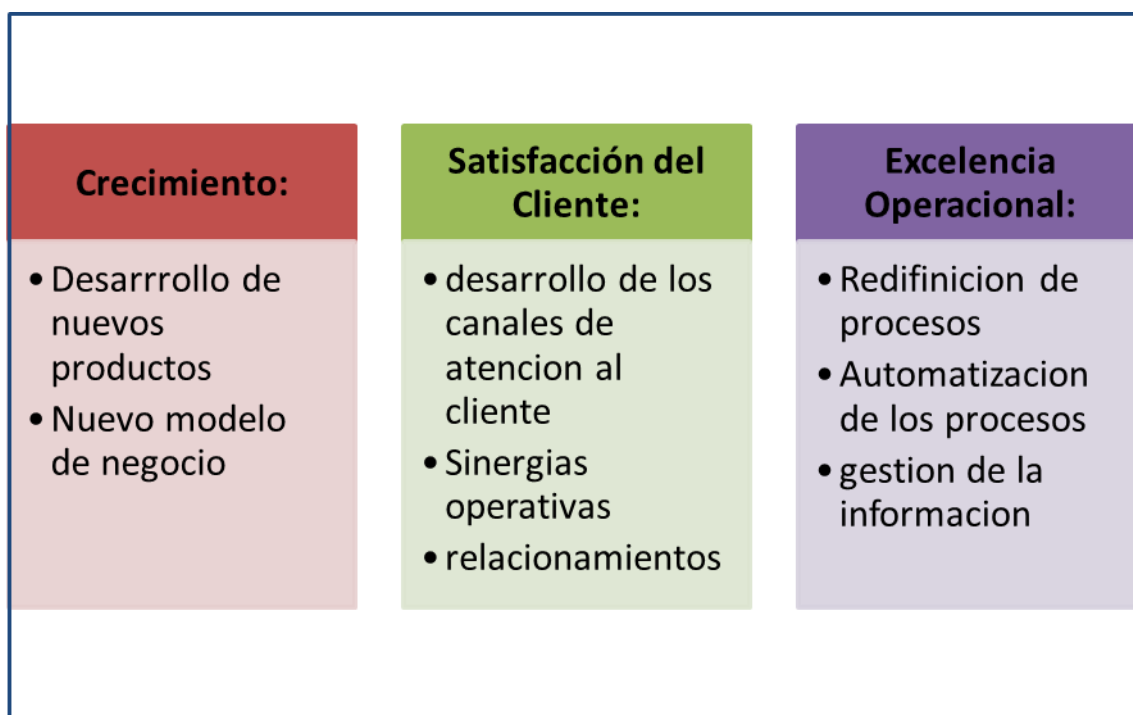 Crecimiento:
• Desarrrollo de
nuevos
productos
• Nuevo modelo
de negocio
Satisfacción del
Cliente:
• desarrollo de los
canales de
atencion al
cliente
• Sinergias
operativas
• relacionamientos
Excelencia
Operacional:
• Redifinicion de
procesos
• Automatizacion
de los procesos
• gestion de la
informacion